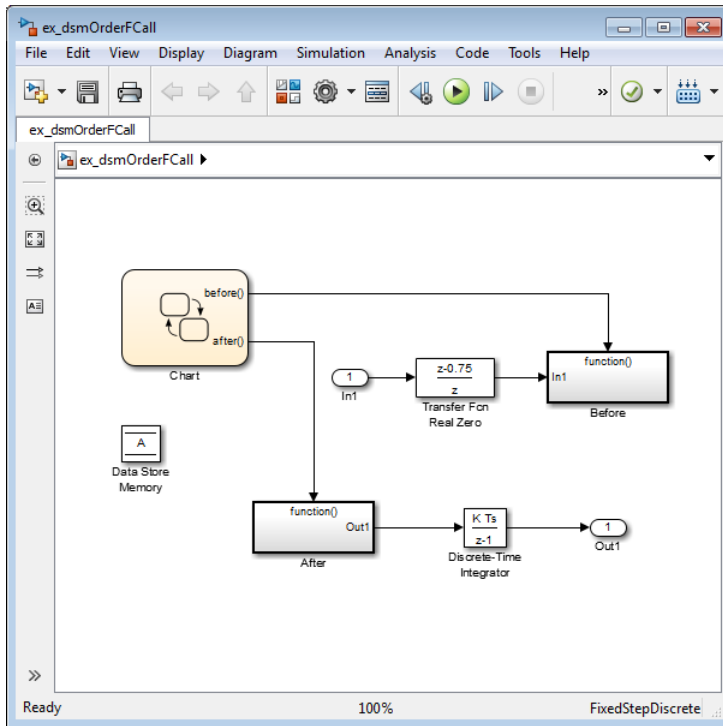 ex_dsmOrderFCall
File Edit View Display Diagram Simulation Analysis Code Tools Help
»
ex_dsmOrderFCall
ex_dsmOrderFCall
A
before()
after()
Chart
function()
In1
Before
1
In1
z-0.75
z
Transfer Fcn
Real Zero
A
Data Store
Memory
function()
Out1
After
K Ts
z-1
Discrete-Time
Integrator
1
Out1
»
Ready 100% FixedStepDiscrete